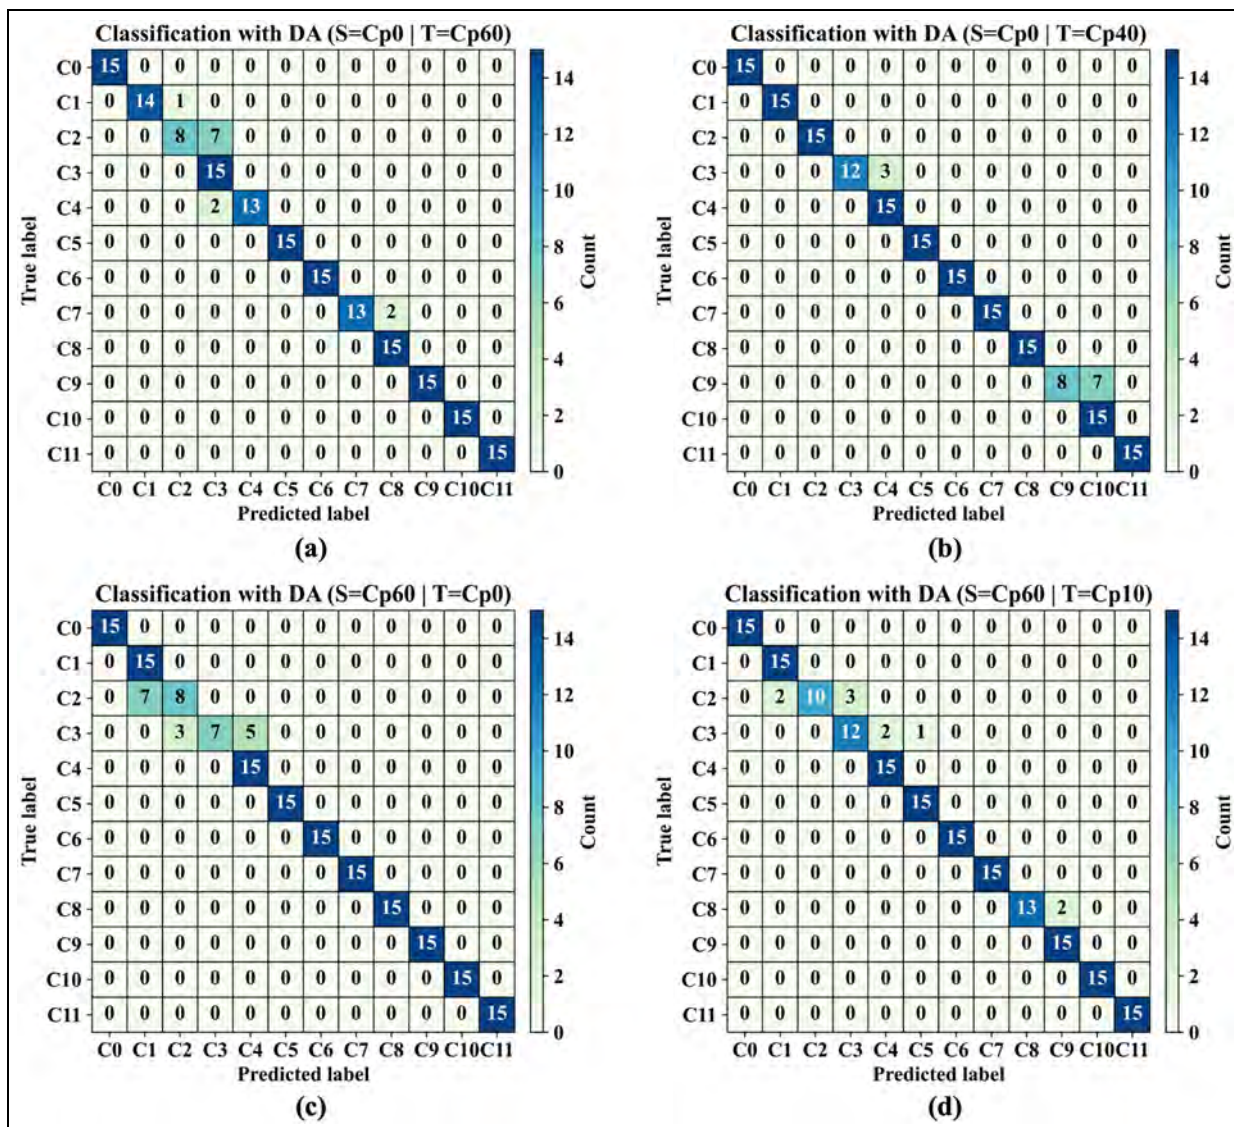 Classification with DA (S=Cp0 | T=Cp60)
C0 15 0 0 0 0 0 0 0 0 0 0 0
C1 0 14 1 0 0 0 0 0 0 0 0 0
C2 0 0 8 7 0 0 0 0 0 0 0 0
C3 0 0 0 15 0 0 0 0 0 0 0 0
C4 0 0 0 2 13 0 0 0 0 0 0 0
C5 0 0 0 0 0 15 0 0 0 0 0 0
C6 0 0 0 0 0 0 15 0 0 0 0 0
C7 0 0 0 0 0 0 0 13 2 0 0 0
C8 0 0 0 0 0 0 0 0 15 0 0 0
C9 0 0 0 0 0 0 0 0 0 15 0 0
C10 0 0 0 0 0 0 0 0 0 0 15 0
C11 0 0 0 0 0 0 0 0 0 0 0 15
C0 C1 C2 C3 C4 C5 C6 C7 C8 C9 C10 C11
Predicted label
True label
14
12
10
8
6
4
2
0
Count
(a)
Classification with DA (S=Cp0 | T=Cp40)
C0 15 0 0 0 0 0 0 0 0 0 0 0
C1 0 15 0 0 0 0 0 0 0 0 0 0
C2 0 0 15 0 0 0 0 0 0 0 0 0
C3 0 0 0 12 3 0 0 0 0 0 0 0
C4 0 0 0 0 15 0 0 0 0 0 0 0
C5 0 0 0 0 0 15 0 0 0 0 0 0
C6 0 0 0 0 0 0 15 0 0 0 0 0
C7 0 0 0 0 0 0 0 15 0 0 0 0
C8 0 0 0 0 0 0 0 0 15 0 0 0
C9 0 0 0 0 0 0 0 0 0 8 7 0
C10 0 0 0 0 0 0 0 0 0 0 15 0
C11 0 0 0 0 0 0 0 0 0 0 0 15
C0 C1 C2 C3 C4 C5 C6 C7 C8 C9 C10 C11
Predicted label
True label
14
12
10
8
6
4
2
0
Count
(b)
Classification with DA (S=Cp60 | T=Cp0)
C0 15 0 0 0 0 0 0 0 0 0 0 0
C1 0 15 0 0 0 0 0 0 0 0 0 0
C2 0 7 8 0 0 0 0 0 0 0 0 0
C3 0 0 3 7 5 0 0 0 0 0 0 0
C4 0 0 0 0 15 0 0 0 0 0 0 0
C5 0 0 0 0 0 15 0 0 0 0 0 0
C6 0 0 0 0 0 0 15 0 0 0 0 0
C7 0 0 0 0 0 0 0 15 0 0 0 0
C8 0 0 0 0 0 0 0 0 15 0 0 0
C9 0 0 0 0 0 0 0 0 0 15 0 0
C10 0 0 0 0 0 0 0 0 0 0 15 0
C11 0 0 0 0 0 0 0 0 0 0 0 15
C0 C1 C2 C3 C4 C5 C6 C7 C8 C9 C10 C11
Predicted label
True label
14
12
10
8
6
4
2
0
Count
(c)
Classification with DA (S=Cp60 | T=Cp10)
C0 15 0 0 0 0 0 0 0 0 0 0 0
C1 0 15 0 0 0 0 0 0 0 0 0 0
C2 0 2 10 3 0 0 0 0 0 0 0 0
C3 0 0 0 12 2 1 0 0 0 0 0 0
C4 0 0 0 0 15 0 0 0 0 0 0 0
C5 0 0 0 0 0 15 0 0 0 0 0 0
C6 0 0 0 0 0 0 15 0 0 0 0 0
C7 0 0 0 0 0 0 0 15 0 0 0 0
C8 0 0 0 0 0 0 0 0 13 2 0 0
C9 0 0 0 0 0 0 0 0 0 15 0 0
C10 0 0 0 0 0 0 0 0 0 0 15 0
C11 0 0 0 0 0 0 0 0 0 0 0 15
C0 C1 C2 C3 C4 C5 C6 C7 C8 C9 C10 C11
Predicted label
True label
14
12
10
8
6
4
2
0
Count
(d)